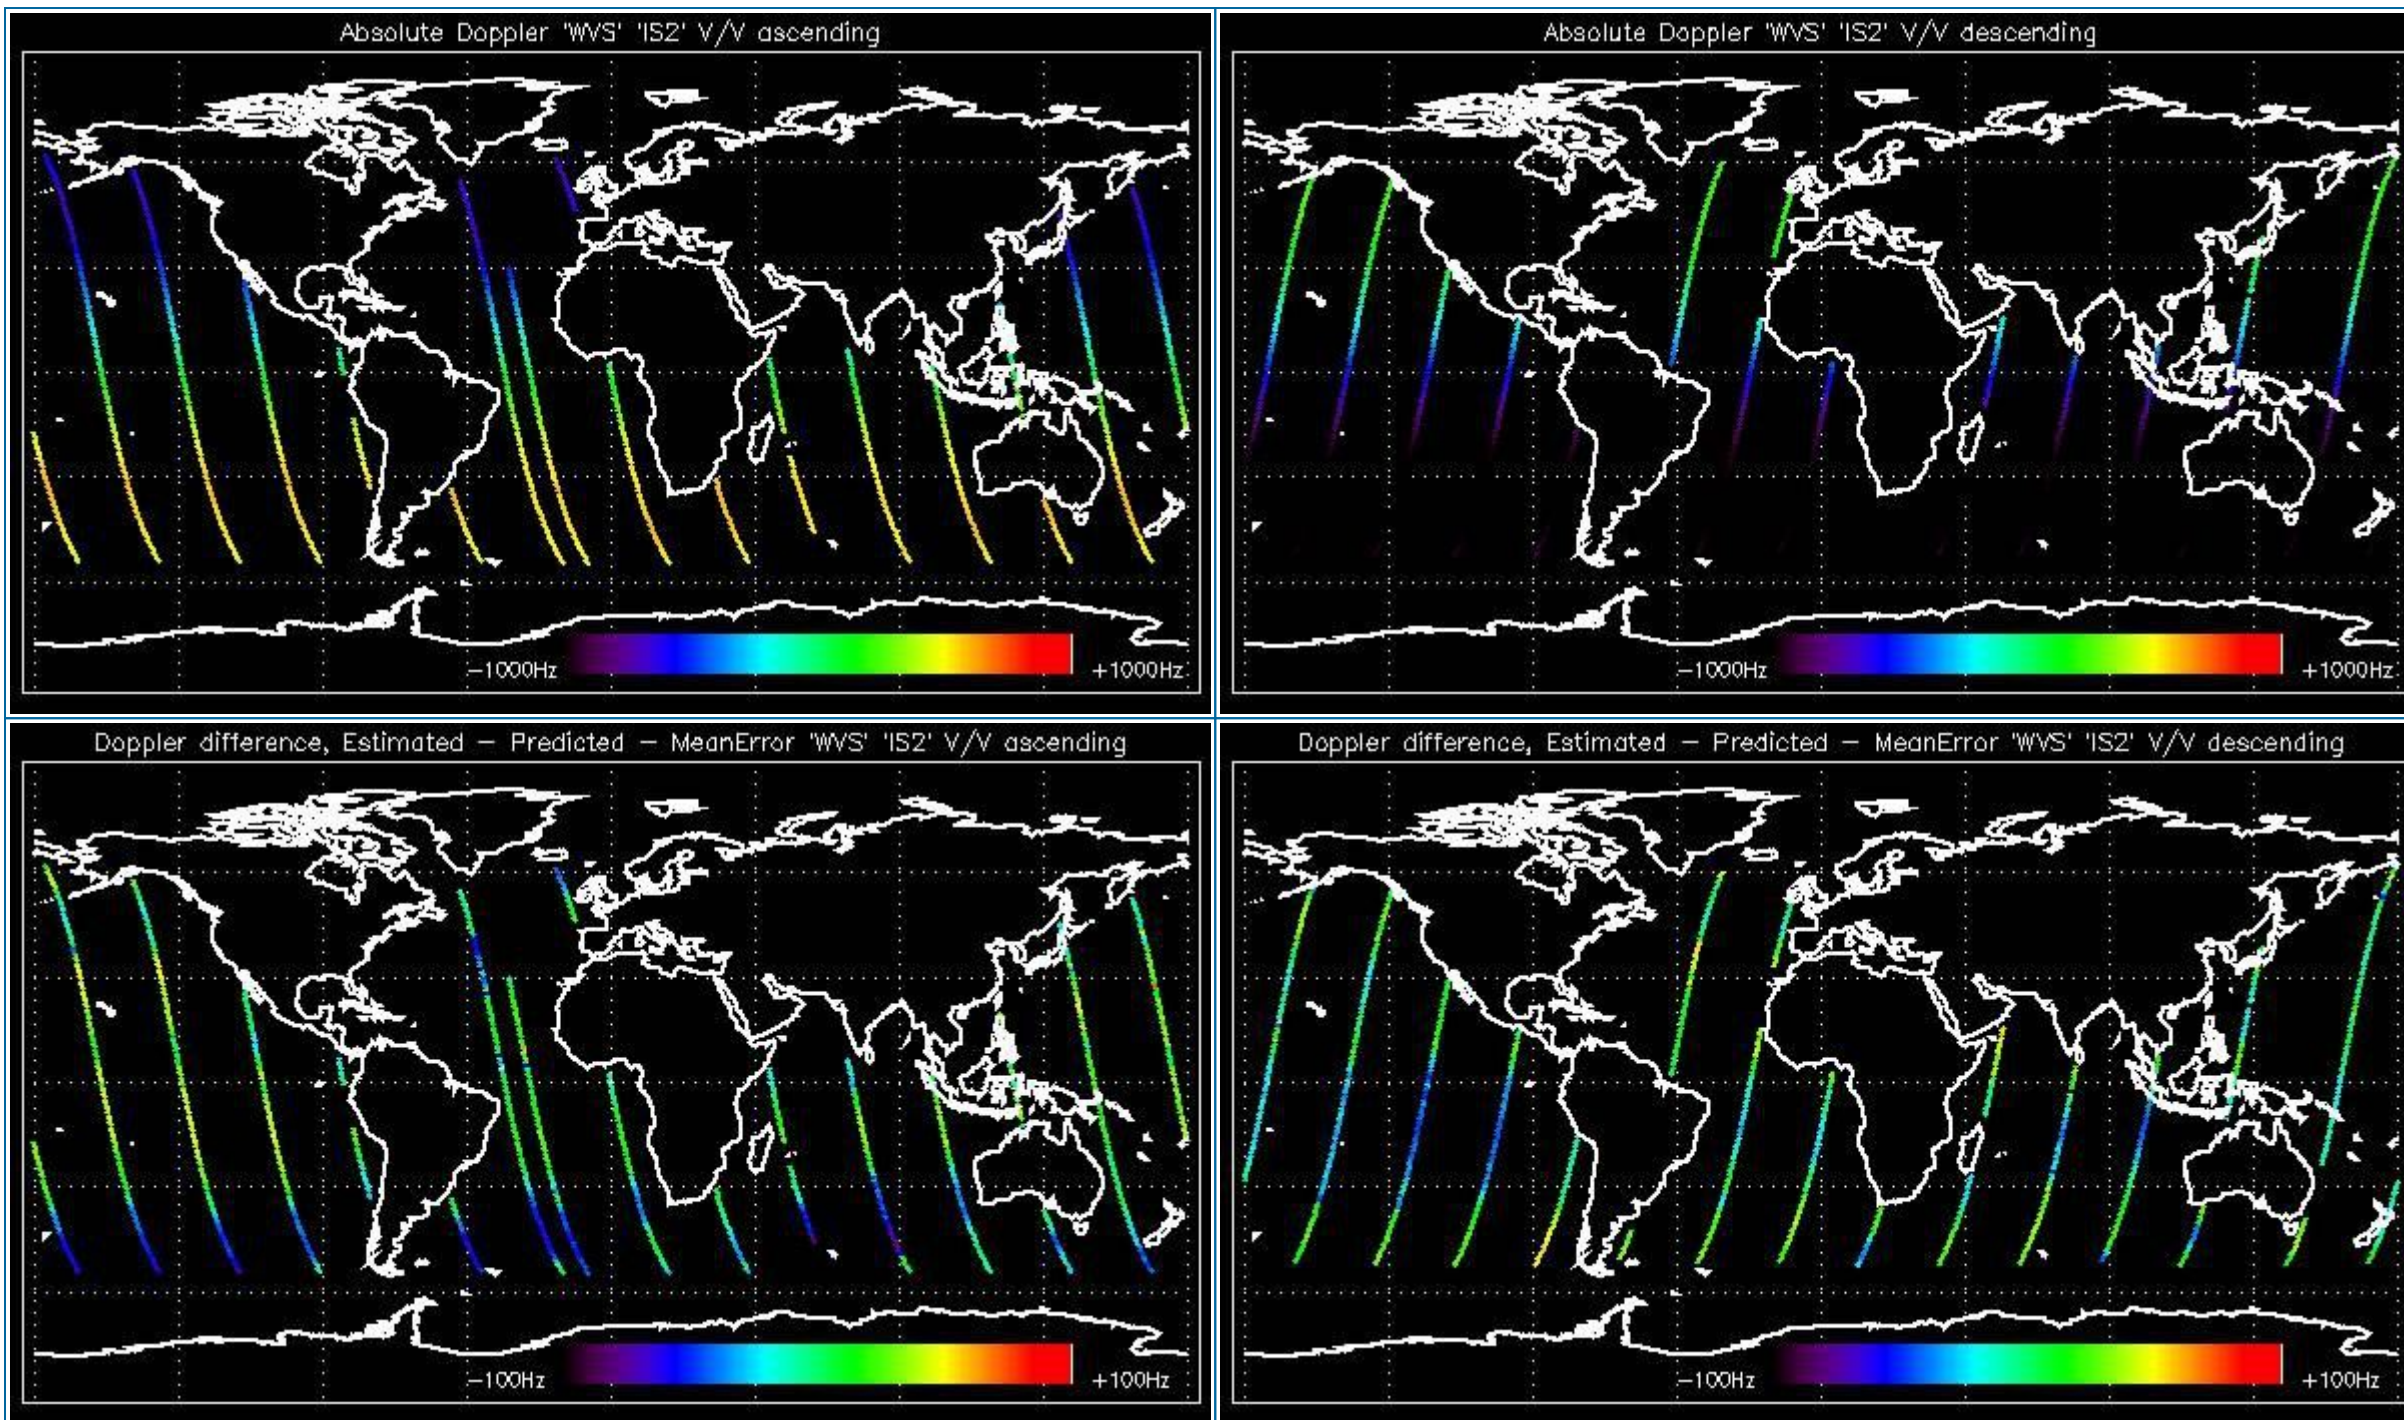 Absolute Doppler 'WVS' 'IS2' V/V ascending
-1000Hz
+1000Hz
Absolute Doppler 'WVS' 'IS2' V/V descending
-1000Hz
+1000Hz
Doppler difference, Estimated - Predicted - MeanError 'WVS' 'IS2' V/V ascending
-100Hz
+100Hz
Doppler difference, Estimated - Predicted - MeanError 'WVS' 'IS2' V/V descending
-100Hz
+100Hz